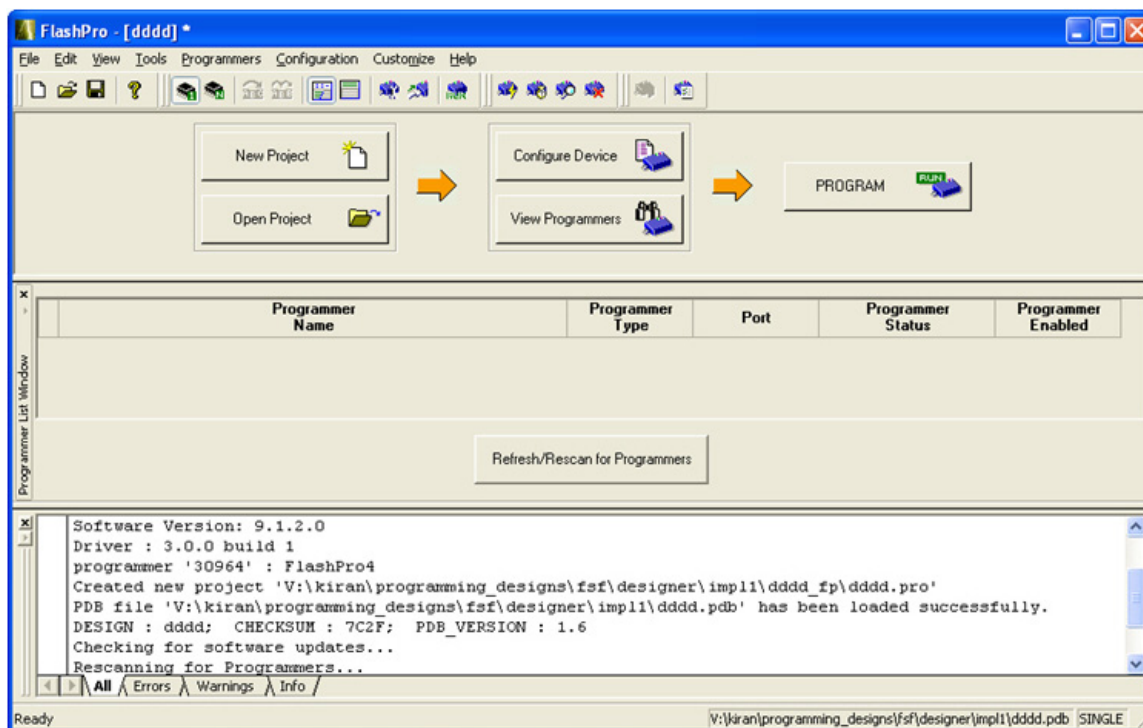 FlashPro - [dddd] *
File Edit View Tools Programmers Configuration Customize Help
New Project
Open Project
Configure Device
View Programmers
PROGRAM
RUN
Programmer List Window
Programmer Name
Programmer Type
Port
Programmer Status
Programmer Enabled
Refresh/Rescan for Programmers
Software Version: 9.1.2.0
Driver : 3.0.0 build 1
programmer '30964' : FlashPro4
Created new project 'V:\kiran\programming_designs\fsf\designer\impl1\dddd_fp\dddd.pro'
PDB file 'V:\kiran\programming_designs\fsf\designer\impl1\dddd.pdb' has been loaded successfully.
DESIGN : dddd; CHECKSUM : 7C2F; PDB_VERSION : 1.6
Checking for software updates...
Rescanning for Programmers...
All Errors Warnings Info
Ready
V:\kiran\programming_designs\fsf\designer\impl1\dddd.pdb SINGLE